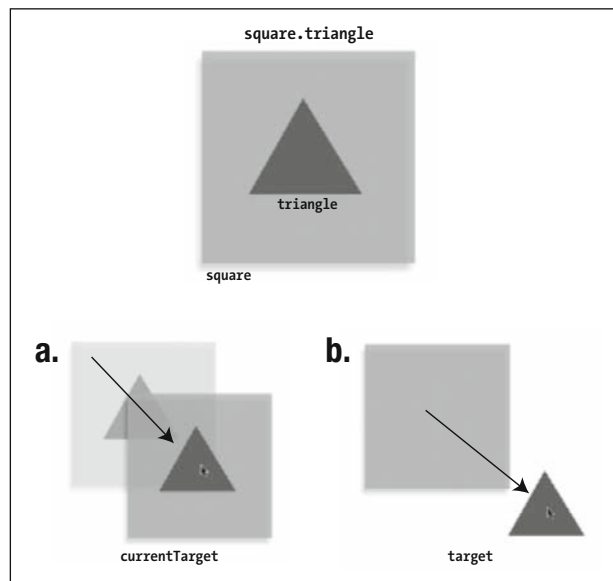 square.triangle
triangle
square
a.
b.
currentTarget
target